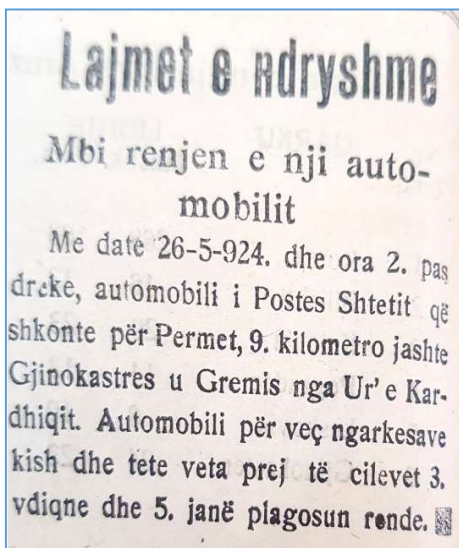 Lajmet e ndryshme
Mbi renjen e nji auto-
mobilit
Me date 26-5-924. dhe ora 2. pas
dreke, automobili i Postes Shtetit që
shkonte për Permet, 9. kilometro jashte
Gjinokastres u Gremis nga Ur' e Kar-
dhiqit. Automobili për veç ngarkesave
kish dhe tete veta prej të cilevet 3.
vdiqne dhe 5. janë plagosun rende.